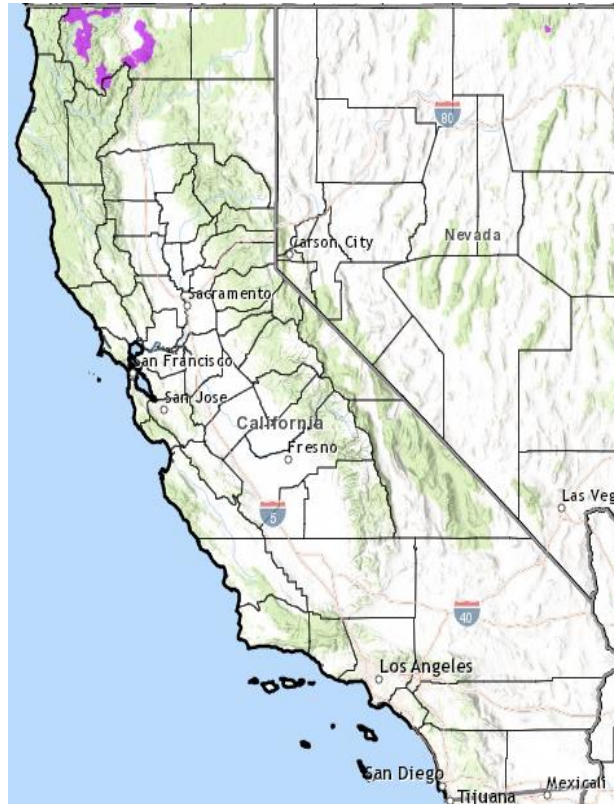 80
Nevada
Carson City
Sacramento
San Francisco
San Jose
California
Fresno
Las Veg
5
40
Los Angeles
San Diego
Tijuana
Mexicali